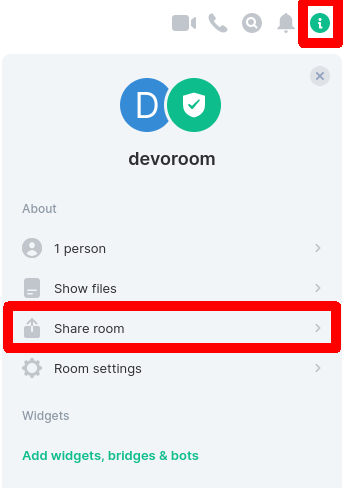 D
devoroom
About
1 person
Show files
Share room
Room settings
Widgets
Add widgets, bridges & bots